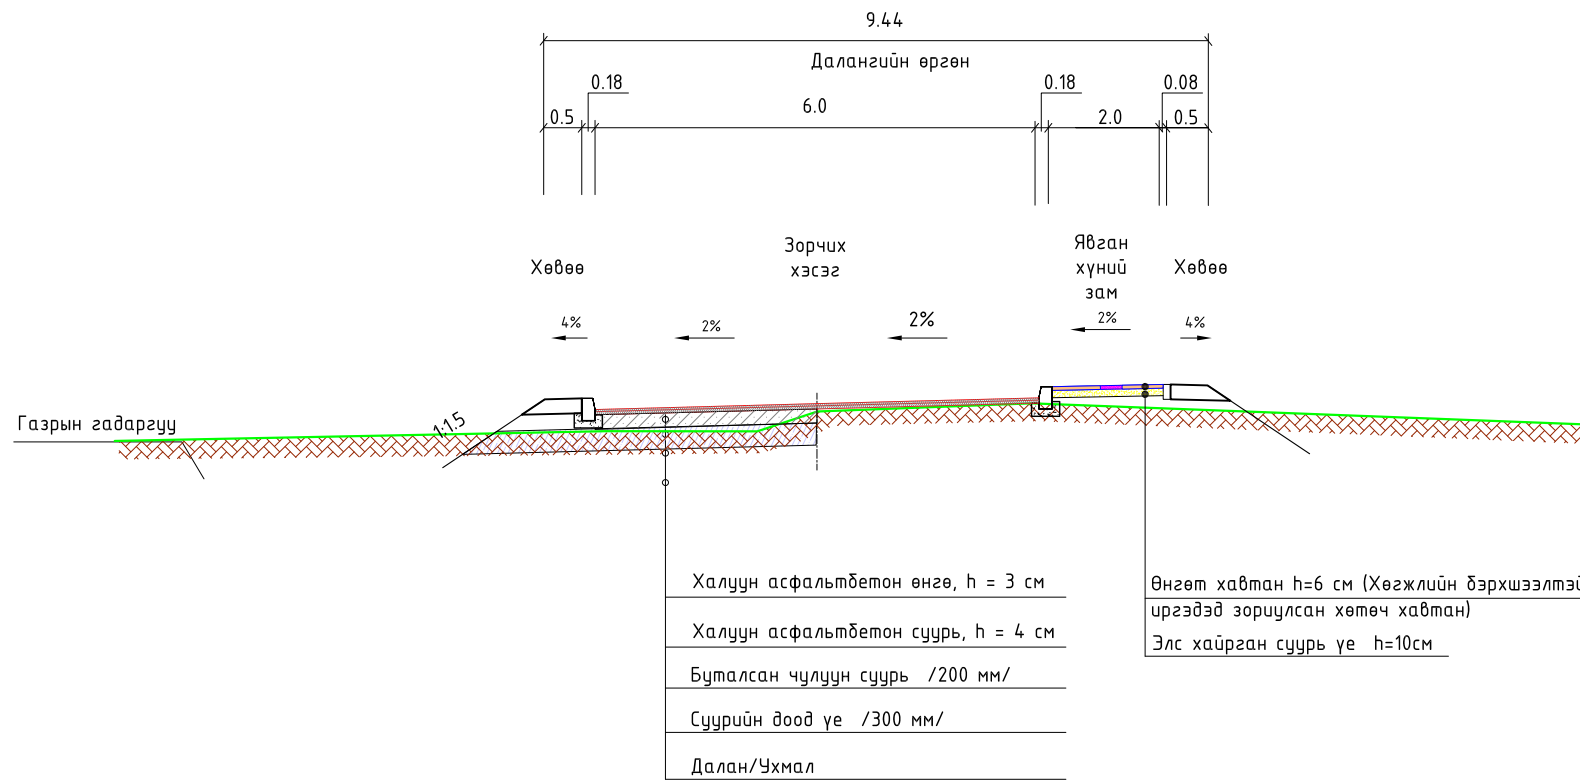 9.44
Далангийн өргөн
0.18
0.18
0.08
0.5
6.0
2.0
0.5
Хөвөө
Зорчих
хэсэг
Явган
хүний
зам
Хөвөө
4%
2%
2%
2%
4%
Газрын гадаргуу
1:1.5
Халуун асфальтбетон өнгө, h = 3 см
Халуун асфальтбетон суурь, h = 4 см
Буталсан чулуун суурь /200 мм/
Суурийн доод үе /300 мм/
Далан/Ухмал
Өнгөт хавтан h=6 см (Хөгжлийн бэрхшээлтэй
иргэдэд зориулсан хөтөч хавтан)
Элс хайрган суурь үе h=10см